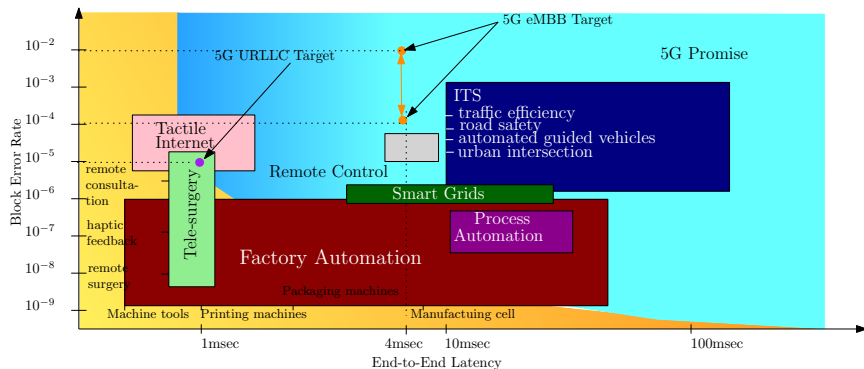 5G eMBB Target
10−2
5G URLLC Target
5G Promise
10−3
ITS
traffic efficiency
road safety
automated guided vehicles
urban intersection
10−4
Tactile
Internet
Block Error Rate
10−5
remote
consulta-
tion
Remote Control
Tele-surgery
10−6
Smart Grids
haptic
feedback
10−7
Process
Automation
Factory Automation
10−8
remote
surgery
Packaging machines
10−9
Machine tools
Printing machines
Manufactuing cell
1msec
4msec
10msec
100msec
End-to-End Latency